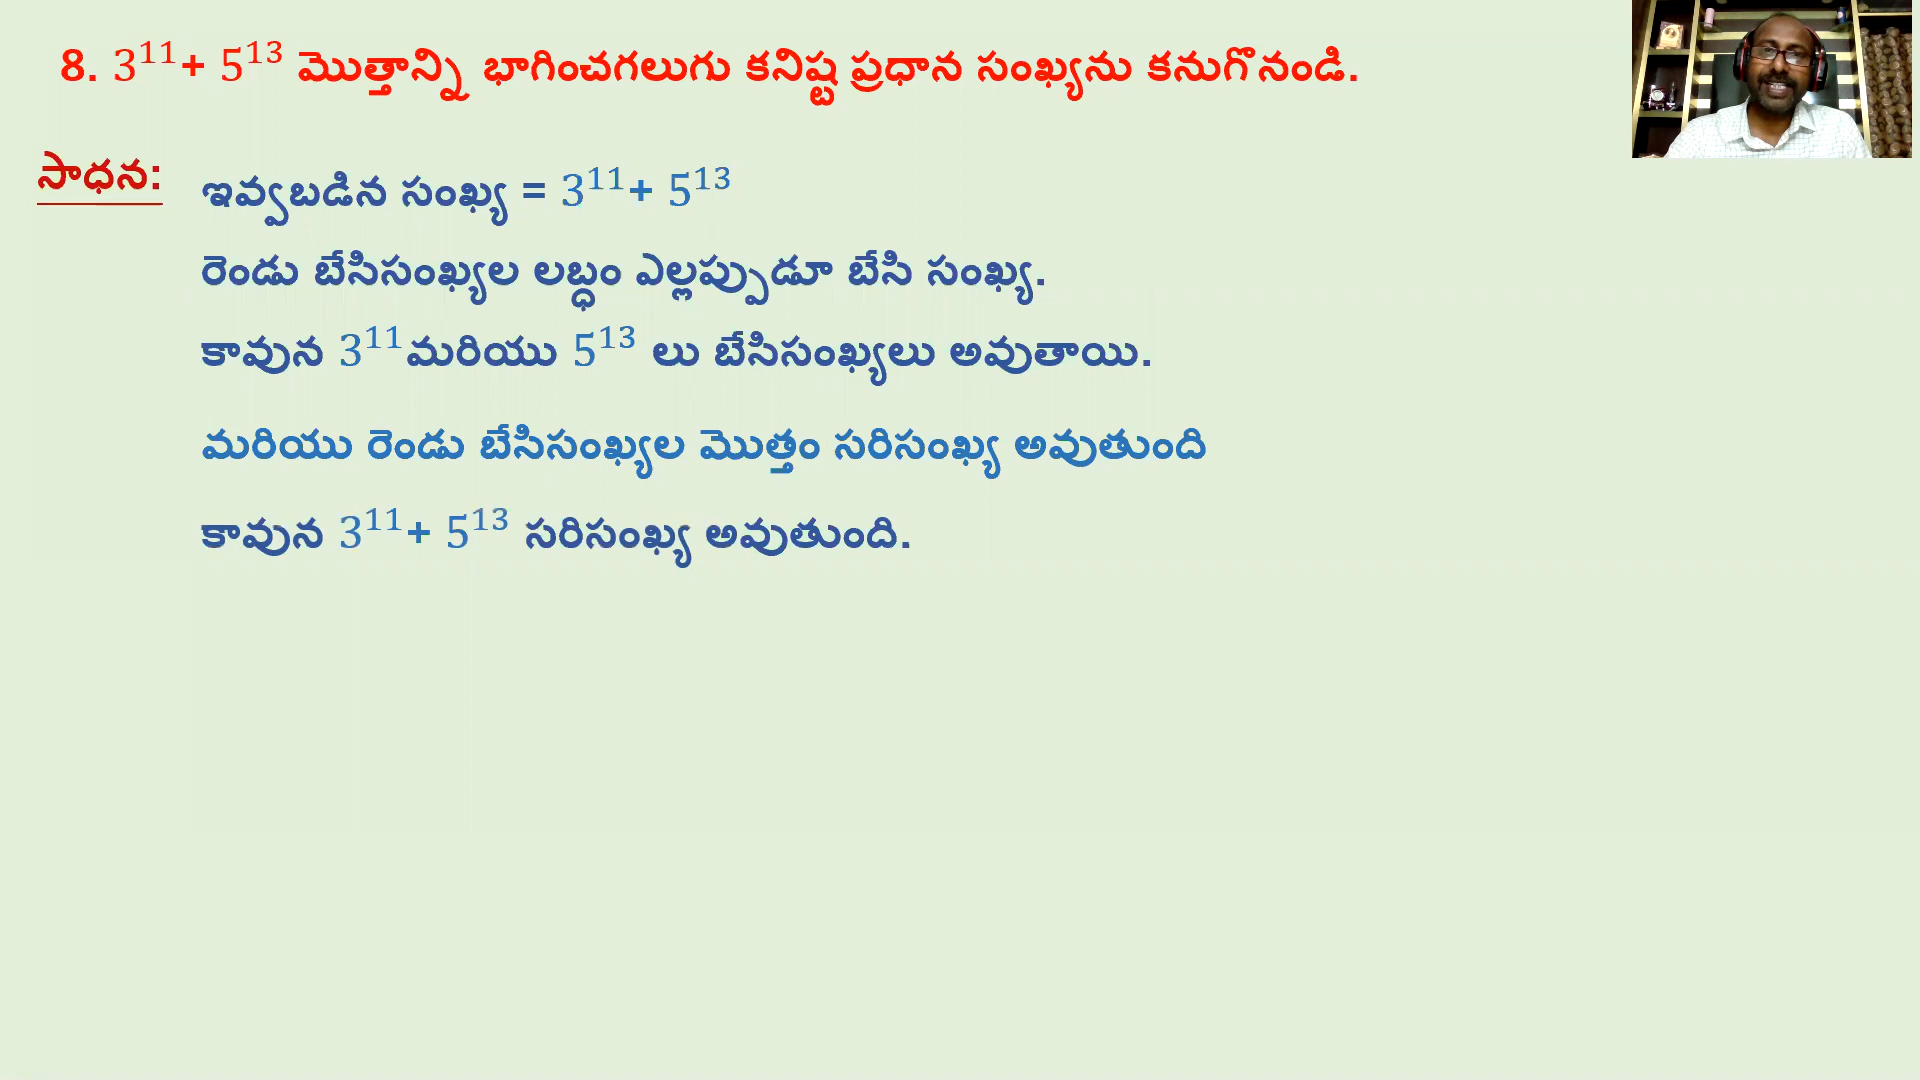 8. 3¹¹+ 5¹³ మొత్తాన్ని భాగించగలుగు కనిష్ట ప్రధాన సంఖ్యను కనుగొనండి.
సాధన:
ఇవ్వబడిన సంఖ్య = 3¹¹+ 5¹³
రెండు బేసిసంఖ్యల లబ్ధం ఎల్లప్పుడూ బేసి సంఖ్య.
కావున 3¹¹మరియు 5¹³ లు బేసిసంఖ్యలు అవుతాయి.
మరియు రెండు బేసిసంఖ్యల మొత్తం సరిసంఖ్య అవుతుంది
కావున 3¹¹+ 5¹³ సరిసంఖ్య అవుతుంది.